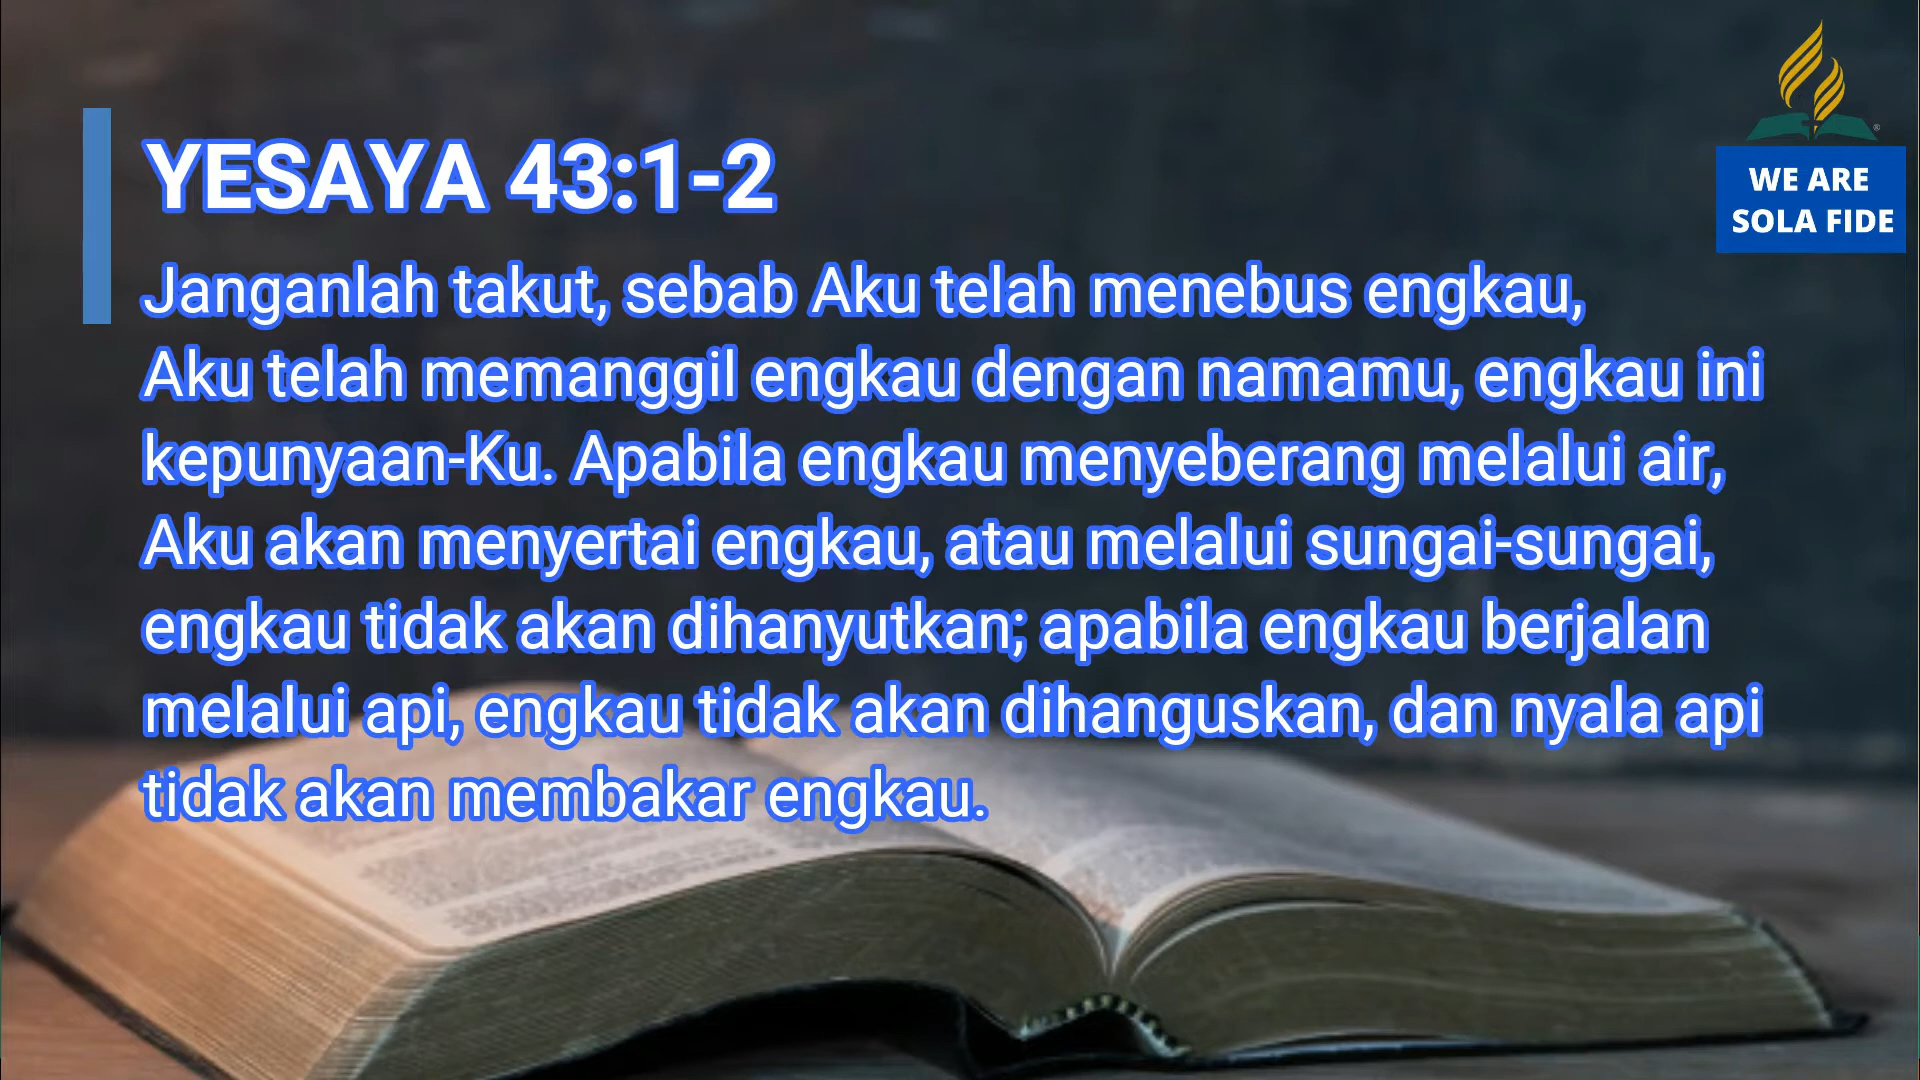 YESAYA 43:1-2
Janganlah takut, sebab Aku telah menebus engkau,
Aku telah memanggil engkau dengan namamu, engkau ini
kepunyaan-Ku. Apabila engkau menyeberang melalui air,
Aku akan menyertai engkau, atau melalui sungai-sungai,
engkau tidak akan dihanyutkan; apabila engkau berjalan
melalui api, engkau tidak akan dihanguskan, dan nyala api
tidak akan membakar engkau.
®
WE ARE
SOLA FIDE